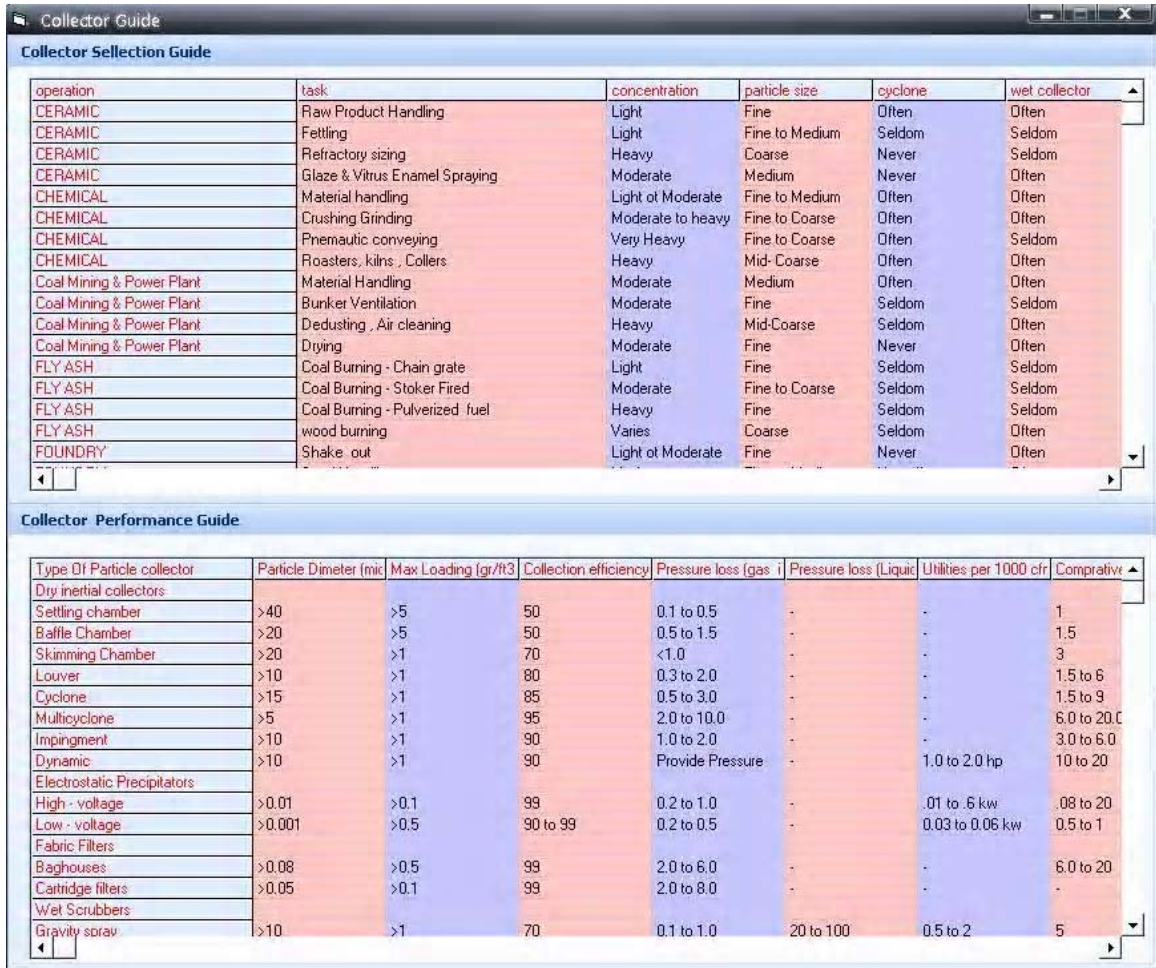 Collector Guide
Collector Sellection Guide
operation task concentration particle size cyclone wet collector
CERAMIC Raw Product Handling Light Fine Often Often
CERAMIC Fettling Light Fine to Medium Seldom Seldom
CERAMIC Refractory sizing Heavy Coarse Never Seldom
CERAMIC Glaze & Vitrus Enamel Spraying Moderate Medium Never Often
CHEMICAL Material handling Light ot Moderate Fine to Medium Often Often
CHEMICAL Crushing Grinding Moderate to heavy Fine to Coarse Often Often
CHEMICAL Pnemautic conveying Very Heavy Fine to Coarse Often Seldom
CHEMICAL Roasters, kilns , Collers Heavy Mid- Coarse Often Often
Coal Mining & Power Plant Material Handling Moderate Medium Often Often
Coal Mining & Power Plant Bunker Ventilation Moderate Fine Seldom Seldom
Coal Mining & Power Plant Dedusting , Air cleaning Heavy Mid-Coarse Seldom Often
Coal Mining & Power Plant Drying Moderate Fine Never Often
FLY ASH Coal Burning - Chain grate Light Fine Seldom Seldom
FLY ASH Coal Burning - Stoker Fired Moderate Fine to Coarse Seldom Seldom
FLY ASH Coal Burning - Pulverized fuel Heavy Fine Seldom Seldom
FLY ASH wood burning Varies Coarse Seldom Often
FOUNDRY Shake out Light ot Moderate Fine Never Often
Collector Performance Guide
Type Of Particle collector Particle Dimeter (mic Max Loading (gr/ft3 Collection efficiency Pressure loss (gas i Pressure loss (Liquic Utilities per 1000 cfr Comprative
Dry inertial collectors
Settling chamber >40 >5 50 0.1 to 0.5 - - 1
Baffle Chamber >20 >5 50 0.5 to 1.5 - - 1.5
Skimming Chamber >20 >1 70 <1.0 - - 3
Louver >10 >1 80 0.3 to 2.0 - - 1.5 to 6
Cyclone >15 >1 85 0.5 to 3.0 - - 1.5 to 9
Multicyclone >5 >1 95 2.0 to 10.0 - - 6.0 to 20.0
Impingment >10 >1 90 1.0 to 2.0 - - 3.0 to 6.0
Dynamic >10 >1 90 Provide Pressure - 1.0 to 2.0 hp 10 to 20
Electrostatic Precipitators
High - voltage >0.01 >0.1 99 0.2 to 1.0 - .01 to .6 kw .08 to 20
Low - voltage >0.001 >0.5 90 to 99 0.2 to 0.5 - 0.03 to 0.06 kw 0.5 to 1
Fabric Filters
Baghouses >0.08 >0.5 99 2.0 to 6.0 - - 6.0 to 20
Cartridge filters >0.05 >0.1 99 2.0 to 8.0 - - -
Wet Scrubbers
Gravity spray >10 >1 70 0.1 to 1.0 20 to 100 0.5 to 2 5